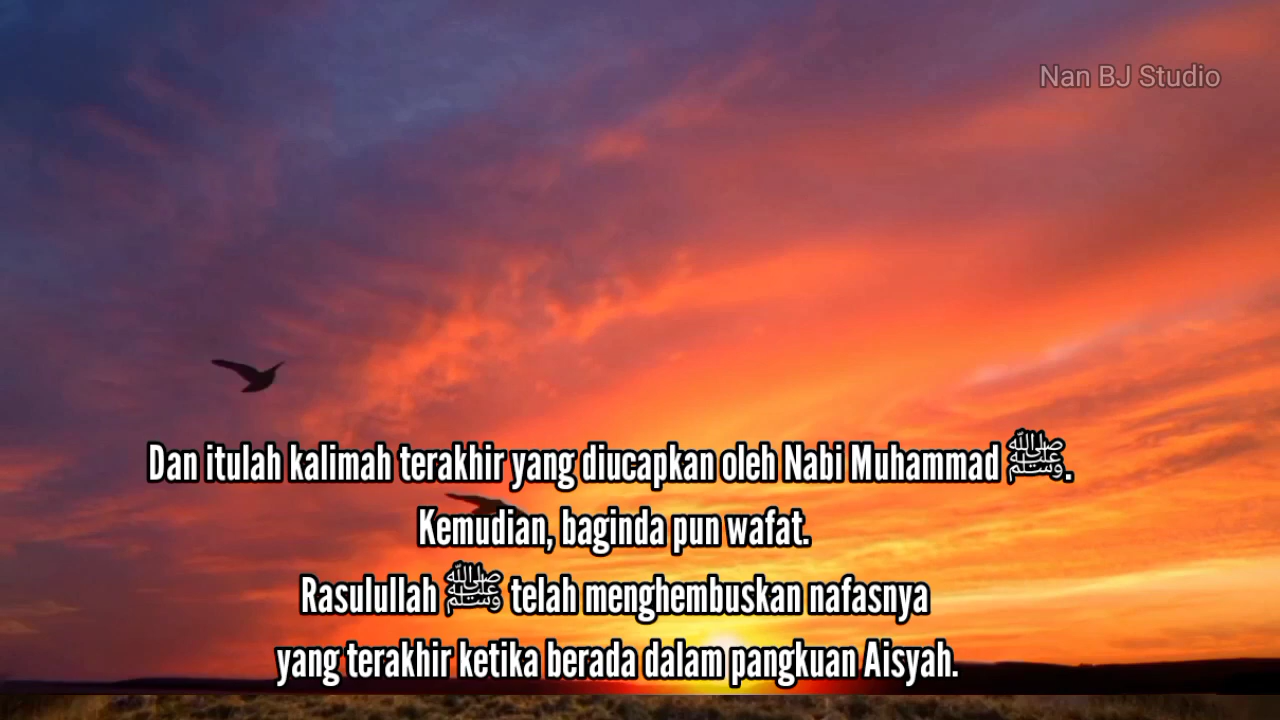 Nan BJ Studio
Dan itulah kalimah terakhir yang diucapkan oleh Nabi Muhammad ﷺ.
Kemudian, baginda pun wafat.
Rasulullah ﷺ telah menghembuskan nafasnya
yang terakhir ketika berada dalam pangkuan Aisyah.